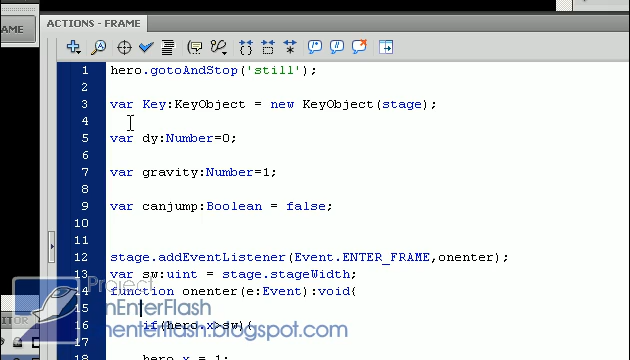 AME
ACTIONS - FRAME
1 hero.gotoAndStop('still');
2
3 var Key:KeyObject = new KeyObject(stage);
4
5 var dy:Number=0;
6
7 var gravity:Number=1;
8
9 var canjump:Boolean = false;
10
11
12 stage.addEventListener(Event.ENTER_FRAME,onenter);
13 var sw:uint = stage.stageWidth;
14 function onenter(e:Event):void{
15
16 if(hero.x>sw){
17
18 hero.x = 1;
Project
nEnterFlash
nenterflash.blogspot.com
ITOR